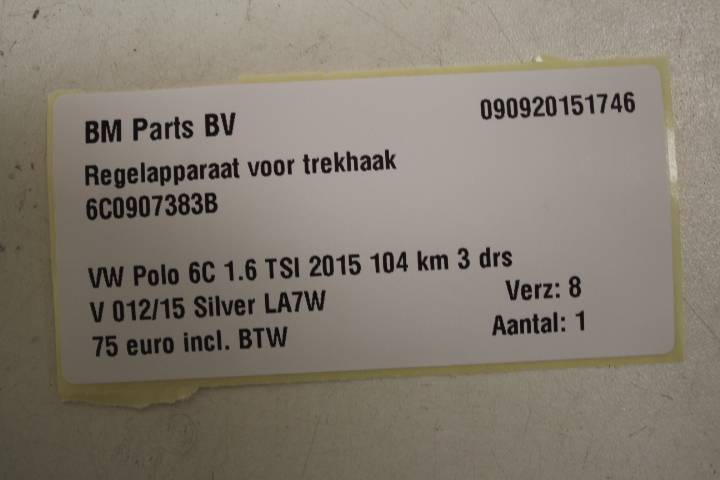 BM Parts BV 090920151746
Regelapparaat voor trekhaak
6C0907383B
VW Polo 6C 1.6 TSI 2015 104 km 3 drs
V 012/15 Silver LA7W Verz: 8
75 euro incl. BTW Aantal: 1